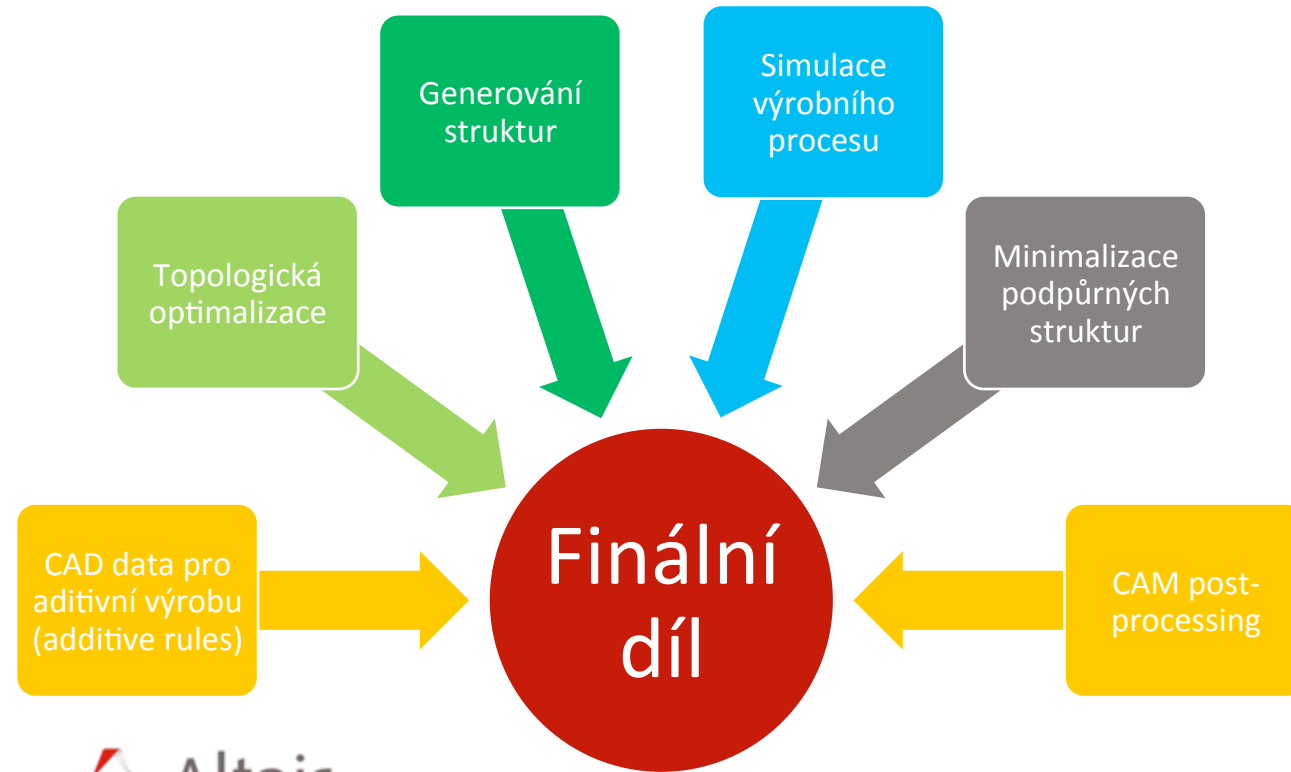 Generování
struktur
Simulace
výrobního
procesu
Topologická
optimalizace
Minimalizace
podpůrných
struktur
CAD data pro
aditivní výrobu
(additive rules)
Finální
díl
CAM post-
processing
Altair